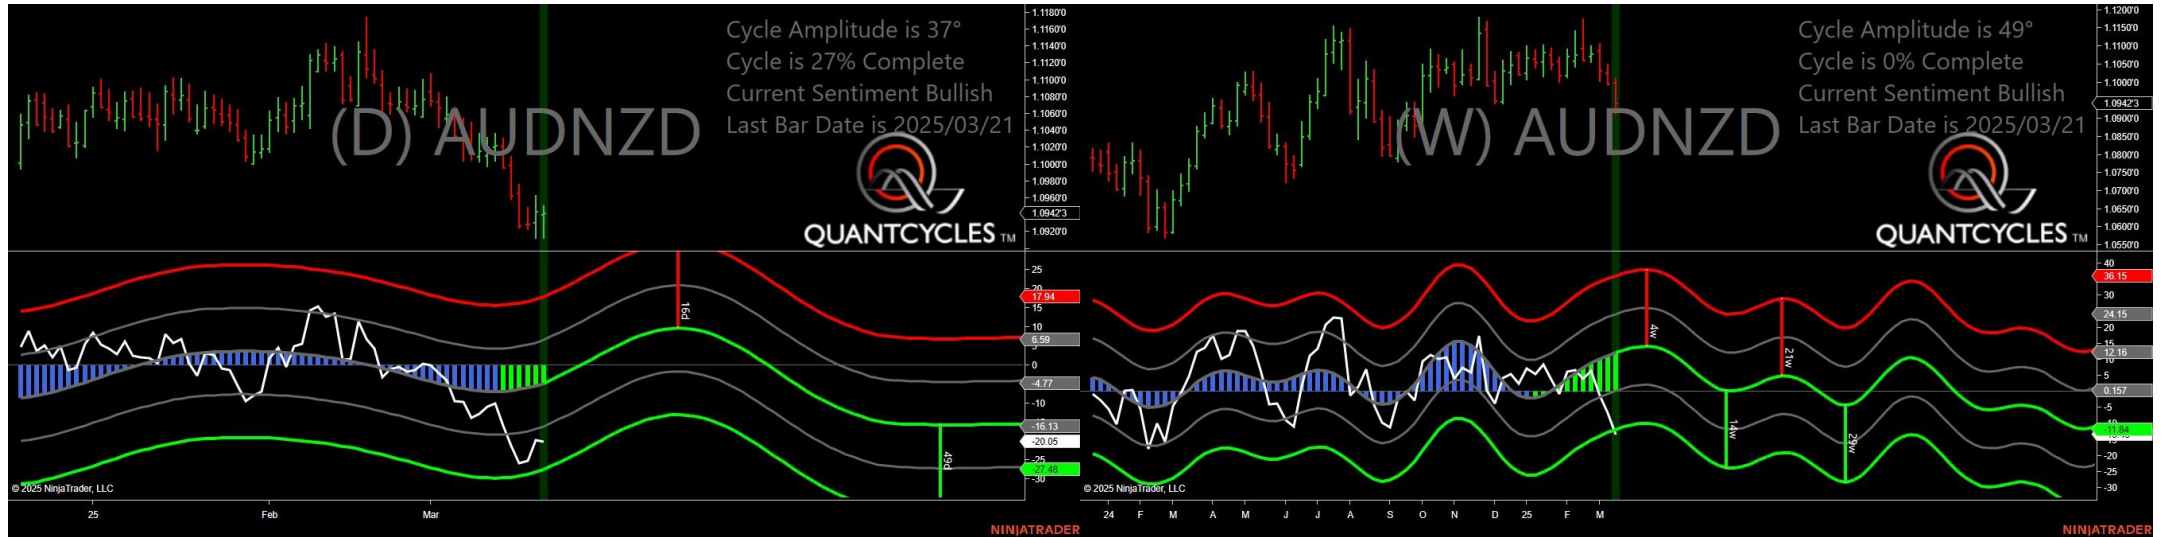 Cycle Amplitude is 37°
Cycle is 27% Complete
Current Sentiment Bullish
Last Bar Date is 2025/03/21
(D) AUDNZD
QUANTCYCLES TM
1.1180'0
1.1160'0
1.1140'0
1.1120'0
1.1100'0
1.1080'0
1.1060'0
1.1040'0
1.1020'0
1.1000'0
1.0980'0
1.0960'0
1.0942'3
1.0920'0
25
20
17.94
15
10
6.59
0
-4.77
-10
-16.13
-20.05
-25
-27.48
-30
16d
49d
© 2025 NinjaTrader, LLC
25
Feb
Mar
NINJATRADER
Cycle Amplitude is 49°
Cycle is 0% Complete
Current Sentiment Bullish
Last Bar Date is 2025/03/21
(W) AUDNZD
QUANTCYCLES TM
1.1200'0
1.1150'0
1.1100'0
1.1050'0
1.1000'0
1.0942'3
1.0900'0
1.0850'0
1.0800'0
1.0750'0
1.0700'0
1.0650'0
1.0600'0
1.0550'0
40
36.15
30
24.15
20
15
12.16
10
5
0.157
-5
-11.84
-20
-25
-30
4w
21w
14w
29w
© 2025 NinjaTrader, LLC
24 F M A M J J A S O N D 25 F M
NINJATRADER